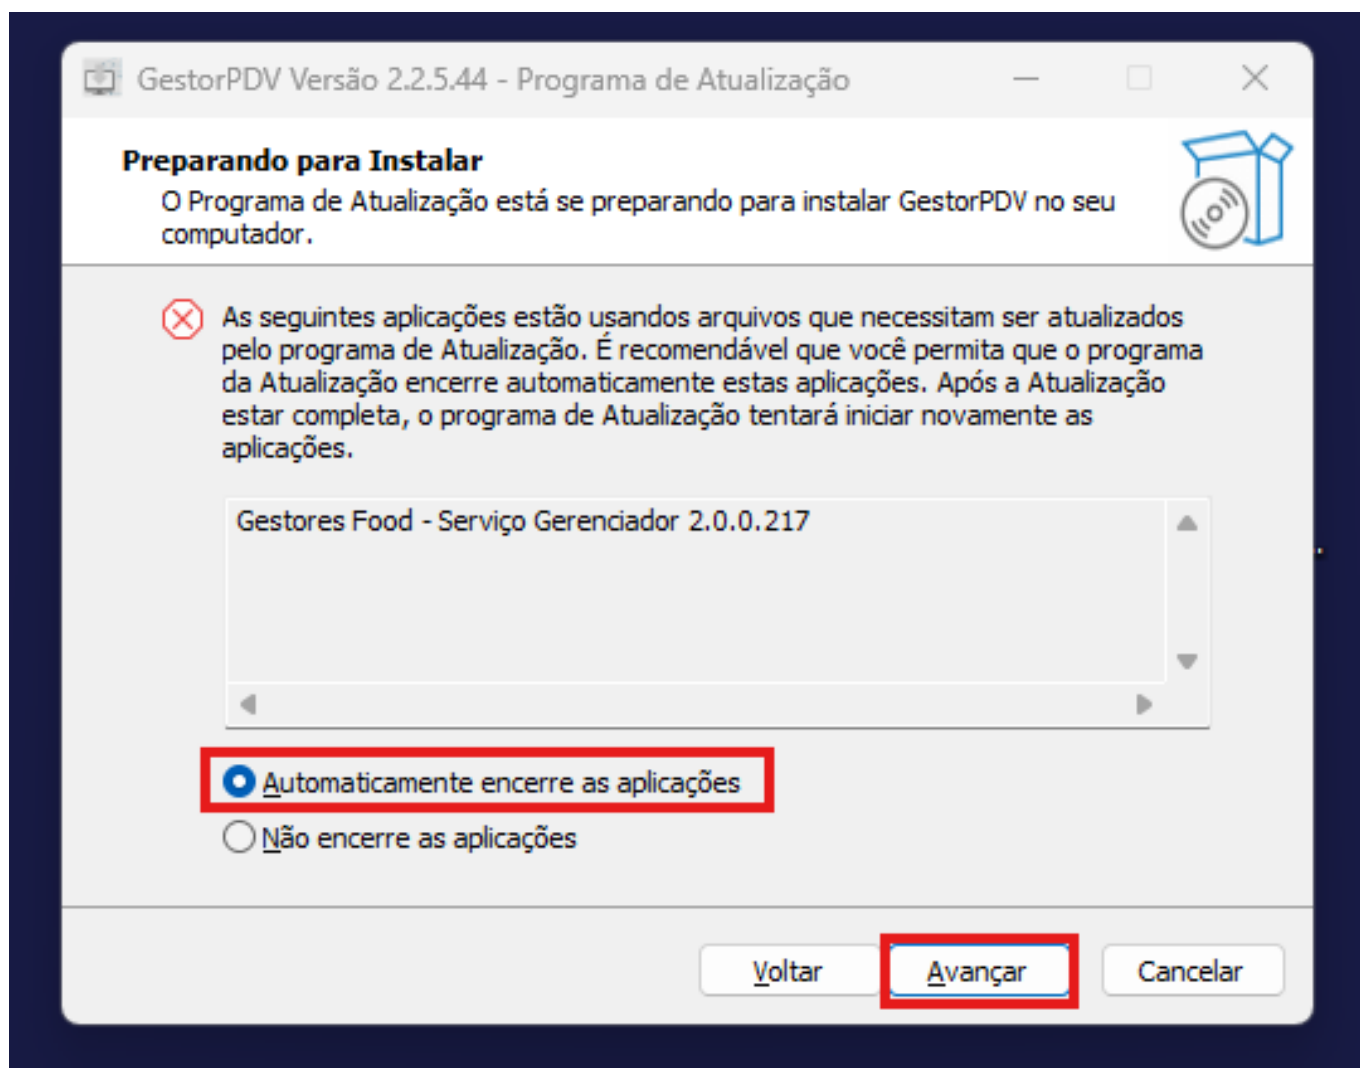 GestorPDV Versão 2.2.5.44 - Programa de Atualização
Preparando para Instalar
O Programa de Atualização está se preparando para instalar GestorPDV no seu
computador.
As seguintes aplicações estão usandos arquivos que necessitam ser atualizados
pelo programa de Atualização. É recomendável que você permita que o programa
da Atualização encerre automaticamente estas aplicações. Após a Atualização
estar completa, o programa de Atualização tentará iniciar novamente as
aplicações.
Gestores Food - Serviço Gerenciador 2.0.0.217
Automaticamente encerre as aplicações
Não encerre as aplicações
Voltar
Avançar
Cancelar